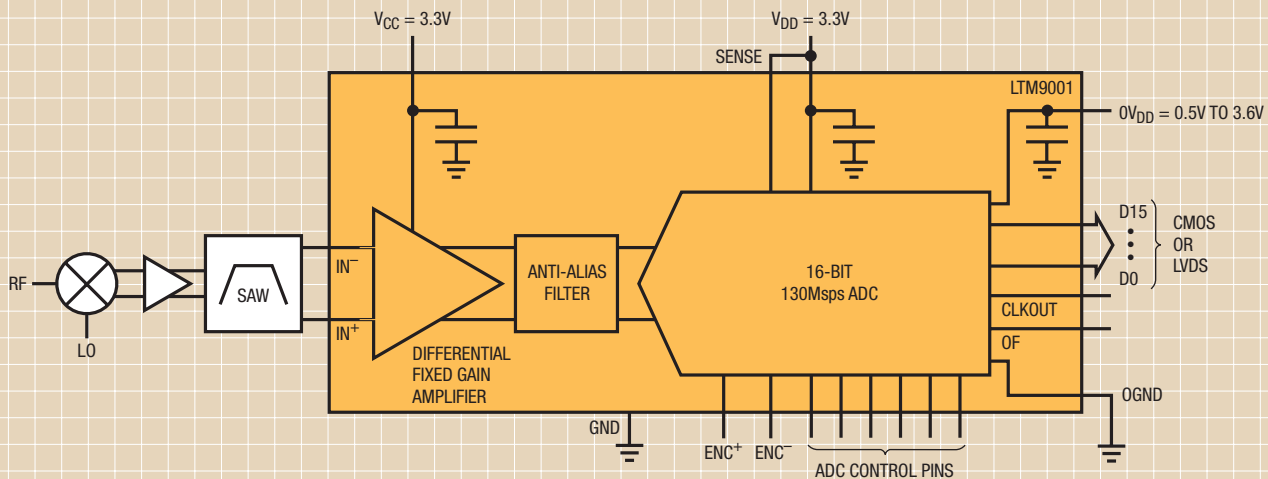 V_CC = 3.3V
V_DD = 3.3V
SENSE
LTM9001
0V_DD = 0.5V TO 3.6V
RF
LO
SAW
IN⁻
IN⁺
DIFFERENTIAL
FIXED GAIN
AMPLIFIER
ANTI-ALIAS
FILTER
16-BIT
130Msps ADC
D15
D0
CMOS
OR
LVDS
CLKOUT
OF
OGND
GND
ENC⁺ ENC⁻
ADC CONTROL PINS